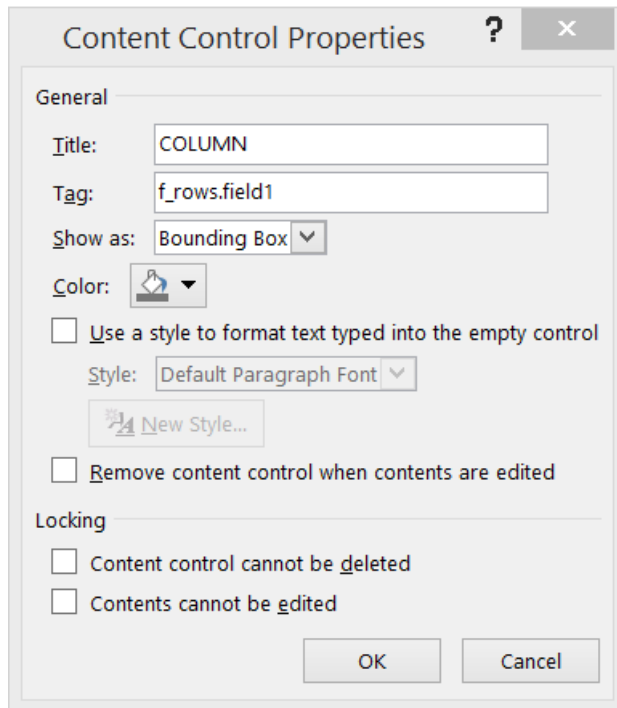 Content Control Properties ? ×
General
Title: COLUMN
Tag: f_rows.field1
Show as: Bounding Box
Color:
Use a style to format text typed into the empty control
Style: Default Paragraph Font
New Style...
Remove content control when contents are edited
Locking
Content control cannot be deleted
Contents cannot be edited
OK Cancel